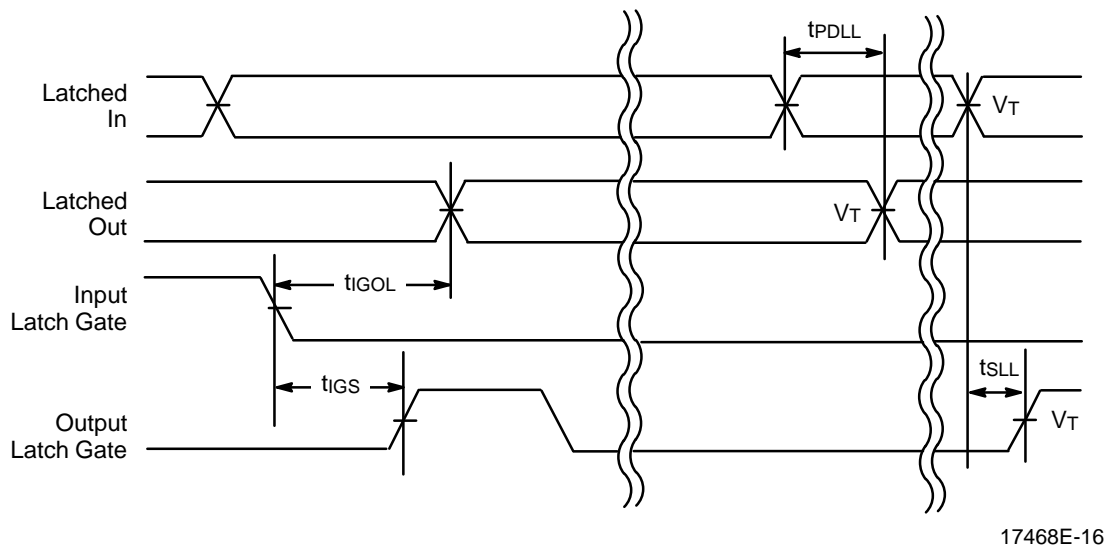 tPDLL
Latched
In
VT
Latched
Out
VT
tIGOL
Input
Latch Gate
tSLL
tIGS
Output
Latch Gate
VT
17468E-16